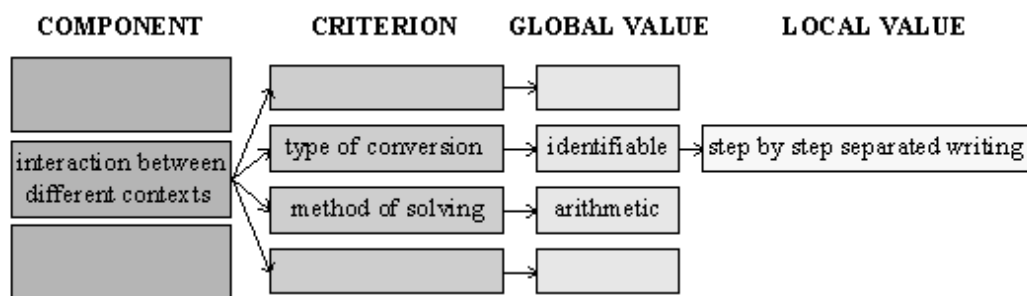 COMPONENT CRITERION GLOBAL VALUE LOCAL VALUE
type of conversion identifiable step by step separated writing
interaction between
different contexts
method of solving arithmetic